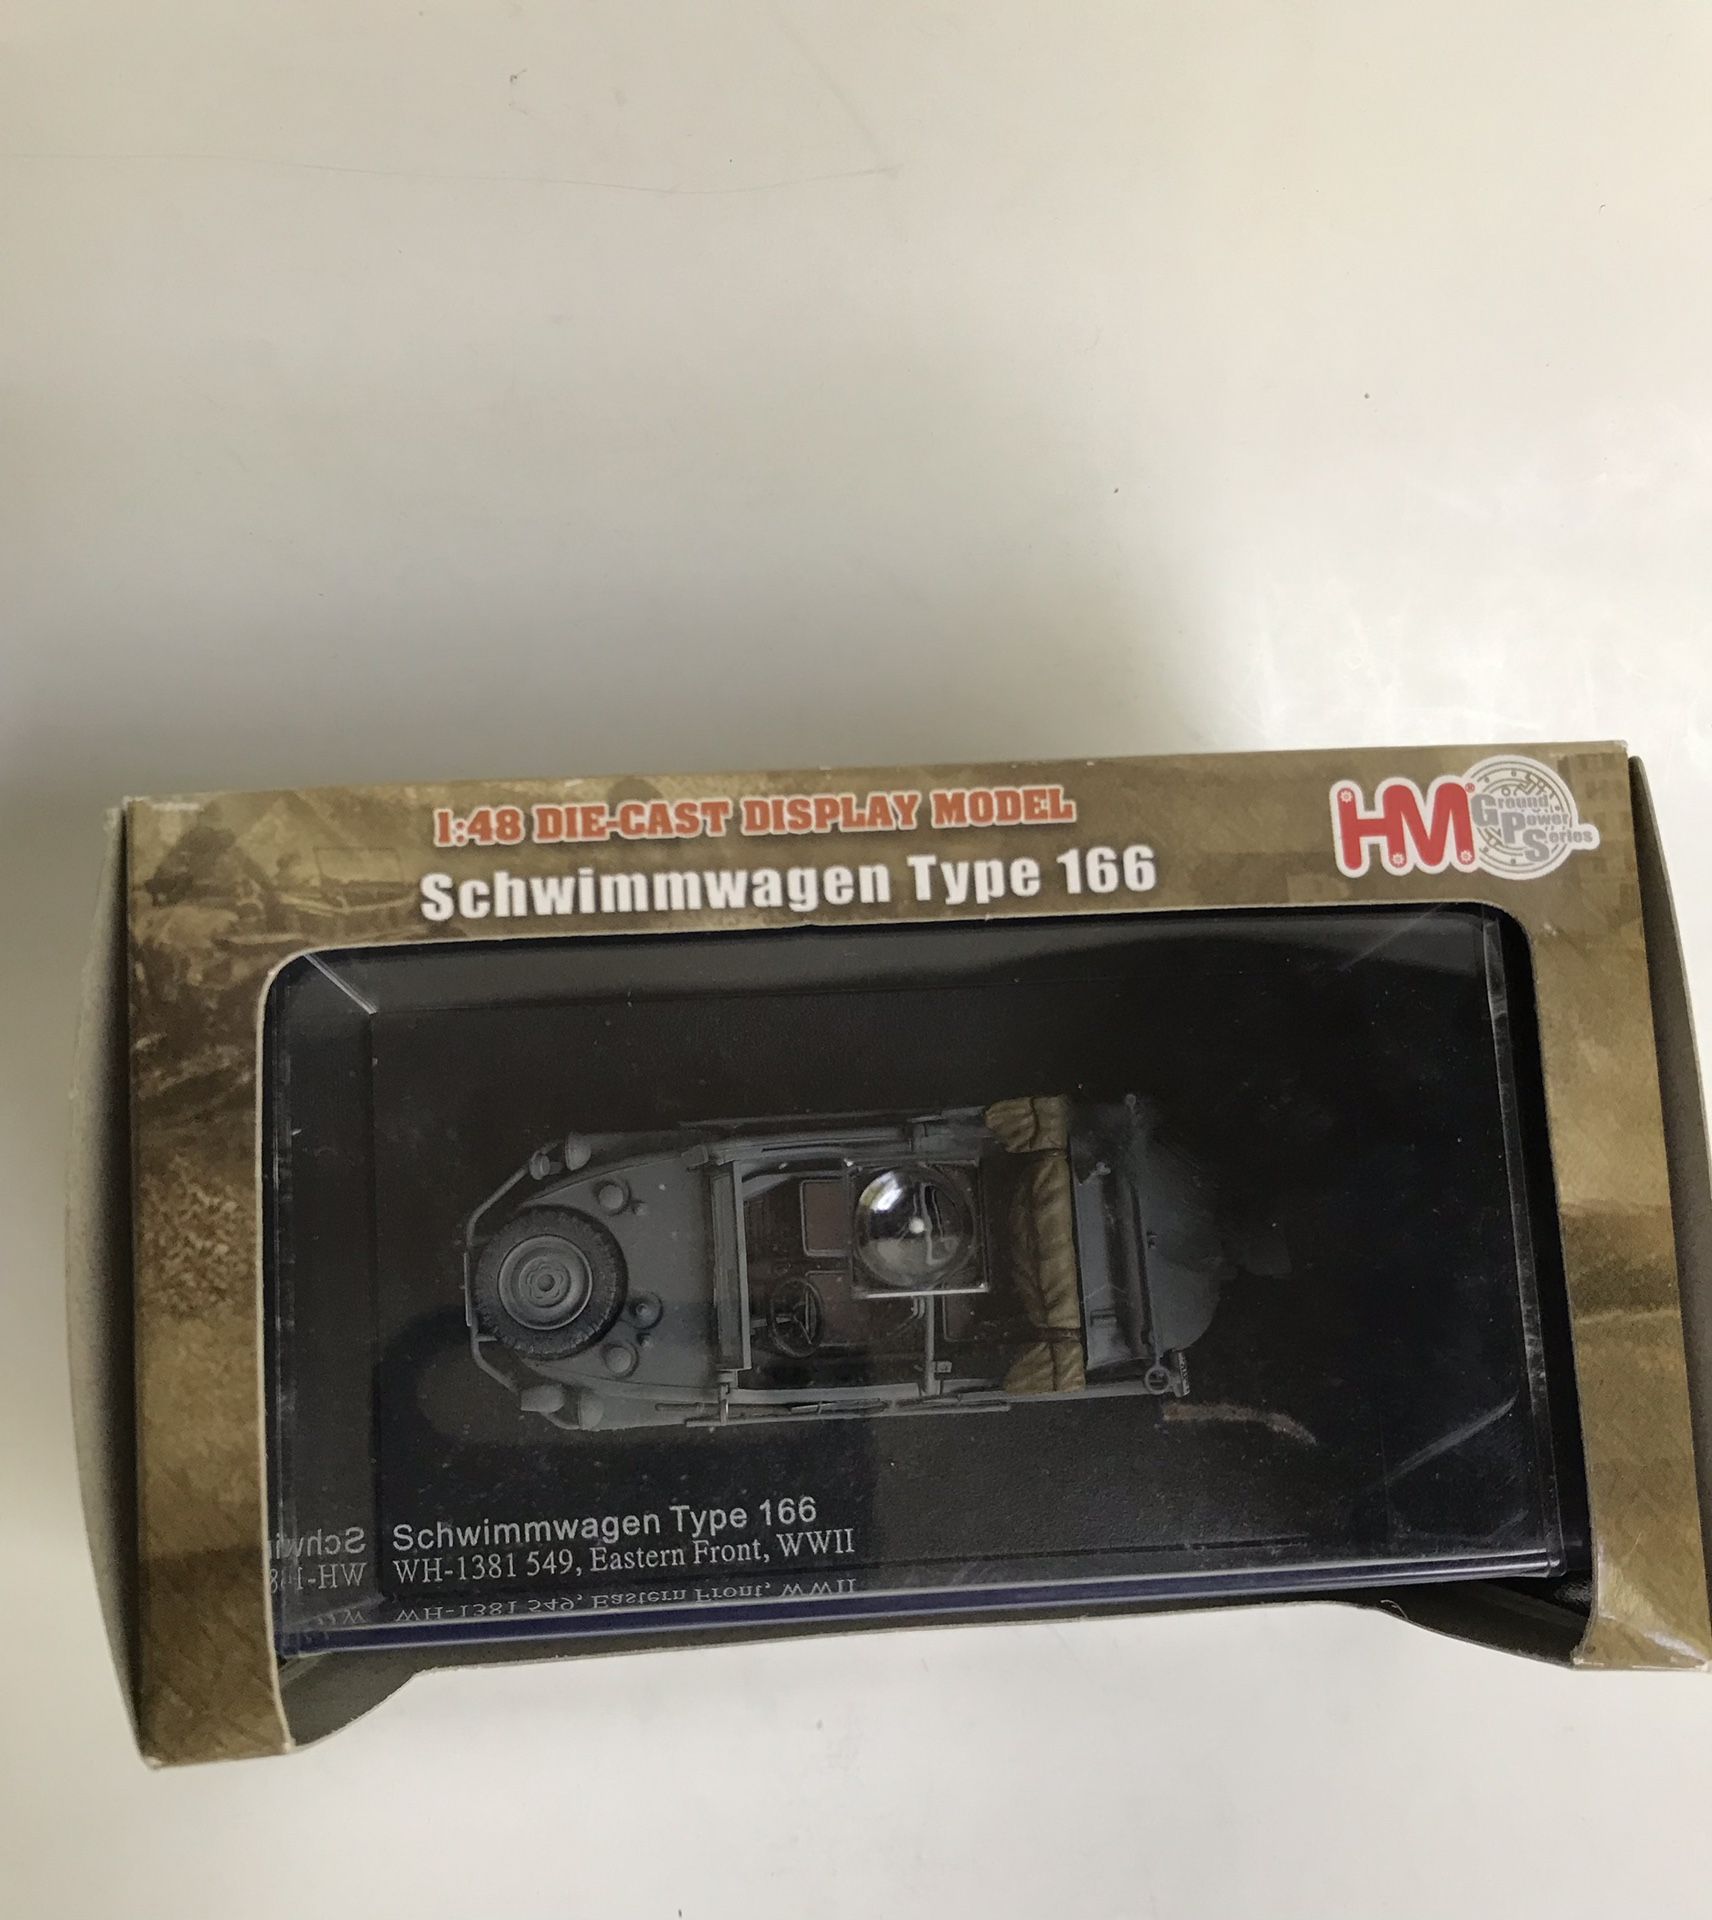 1:48 DIE-CAST DISPLAY MODEL
Schwimmwagen Type 166
HM®
Ground
Power
Series
Schwimmwagen Type 166
WH-1381 549, Eastern Front, WWII